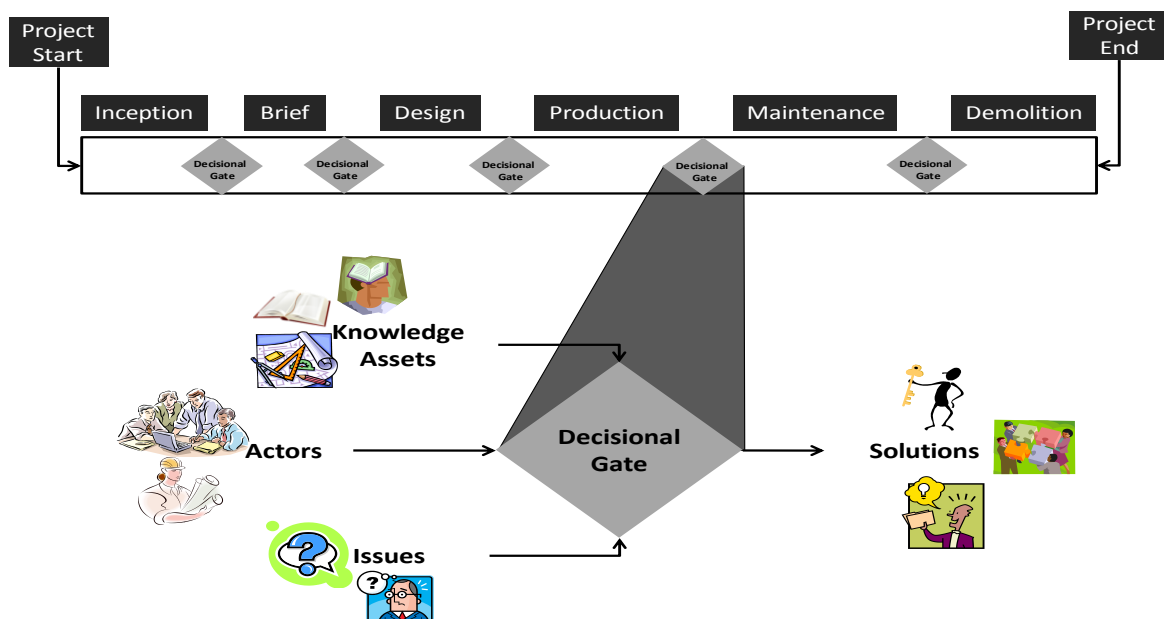 Project
Start
Project
End
Inception
Brief
Design
Production
Maintenance
Demolition
Decisional
Gate
Decisional
Gate
Decisional
Gate
Decisional
Gate
Decisional
Gate
Knowledge
Assets
Actors
Decisional
Gate
Solutions
?
Issues
?